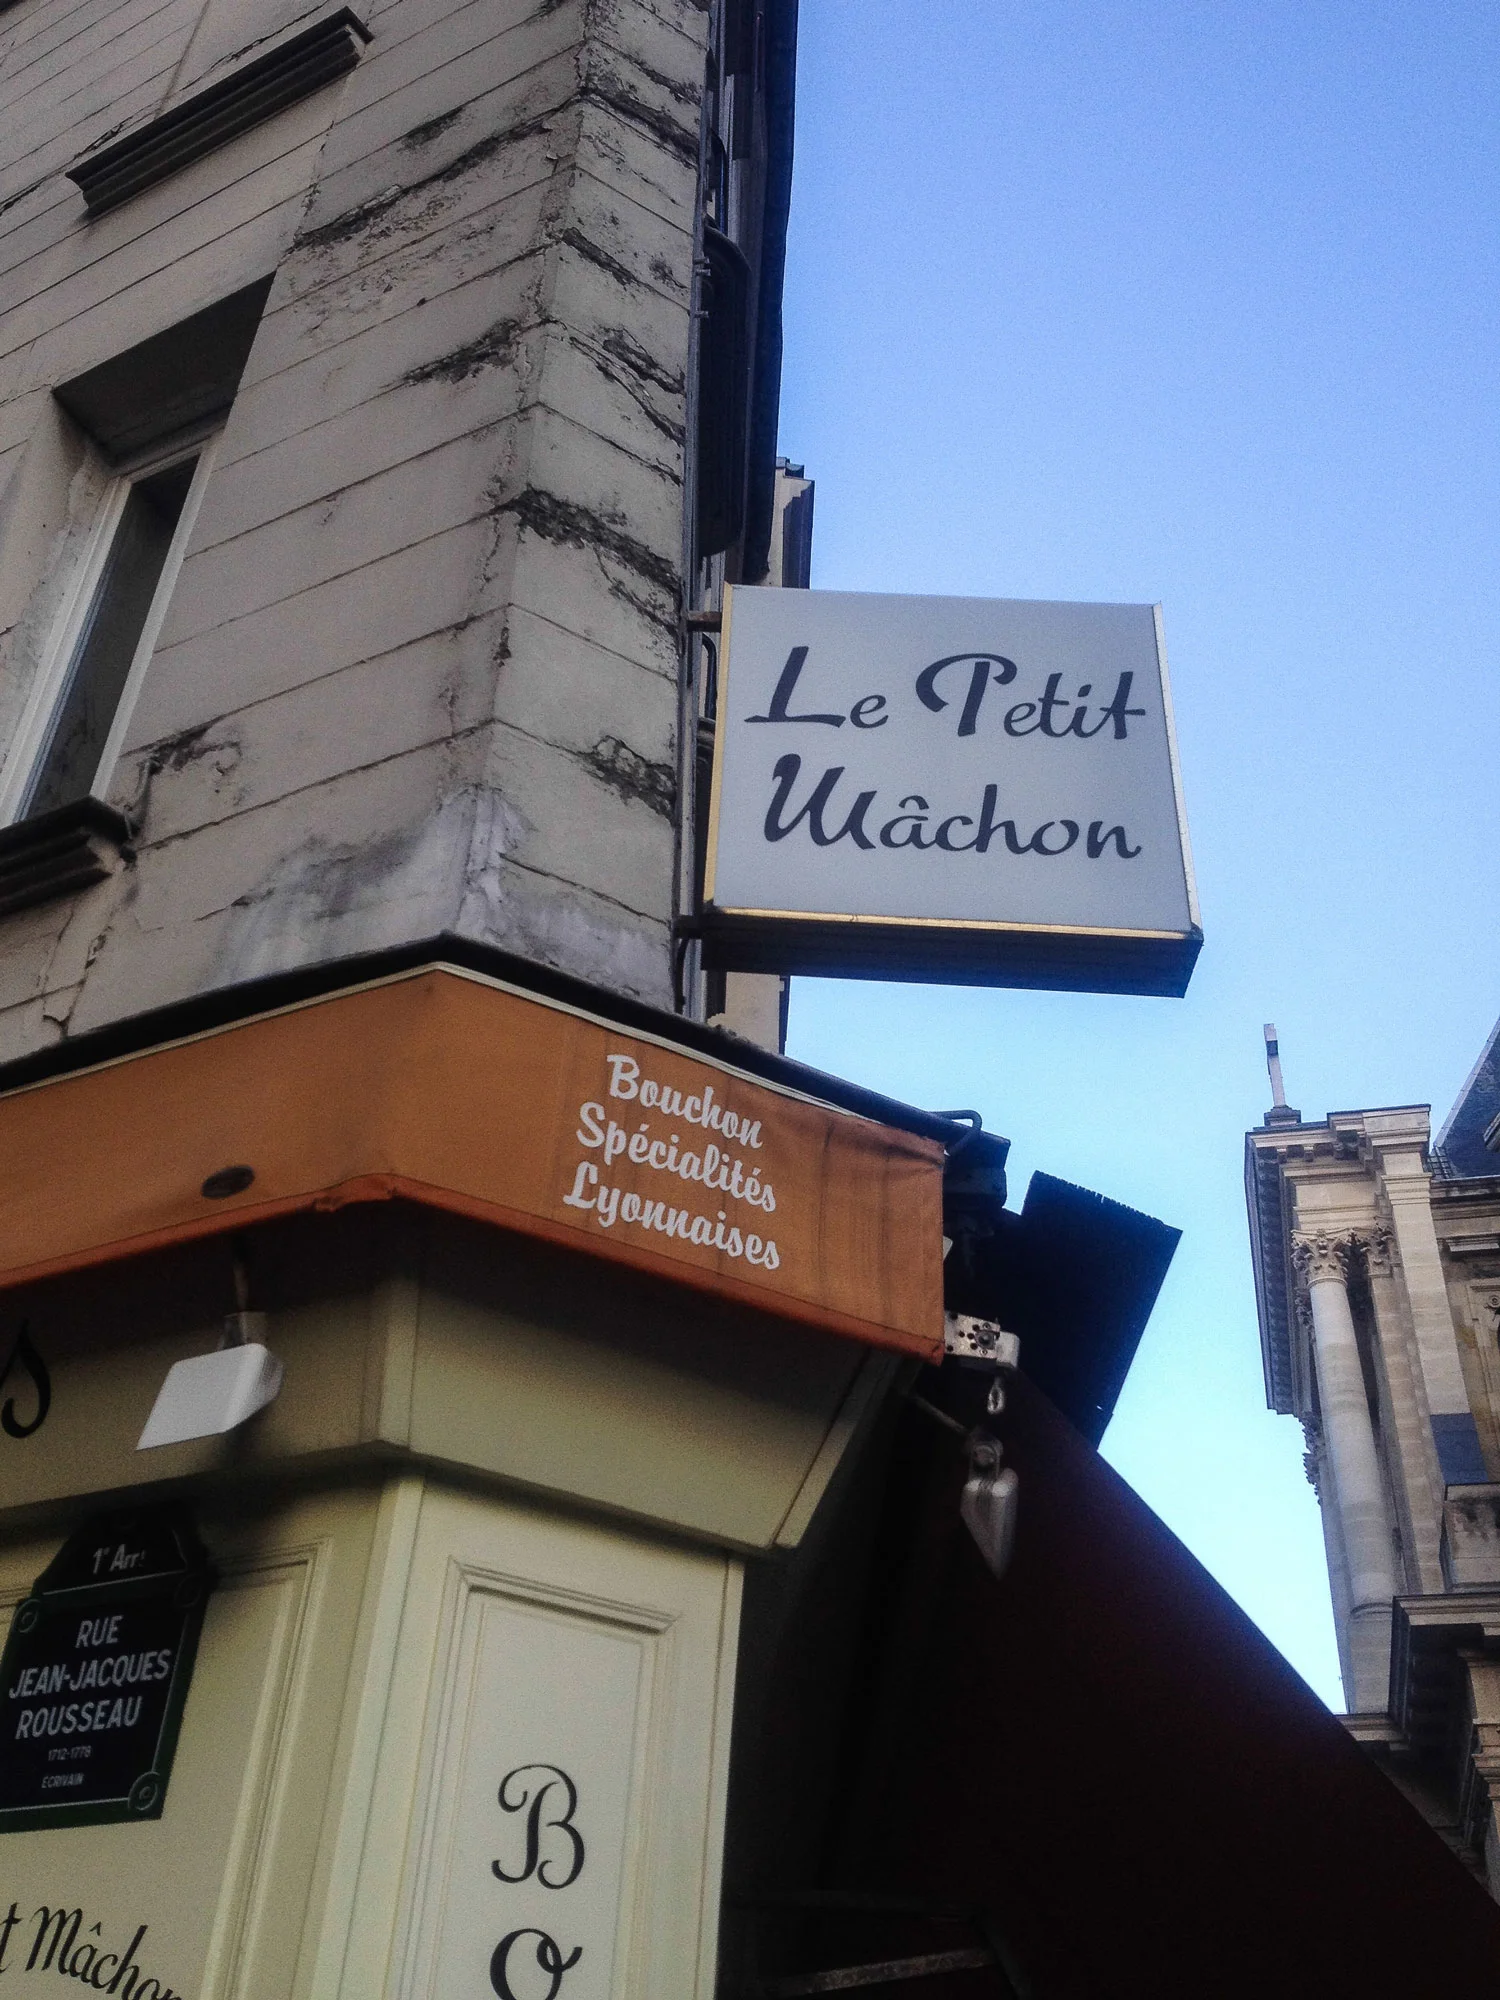 Le Petit
Mâchon
Bouchon
Spécialités
Lyonnaises
s
1er Arrt
RUE
JEAN-JACQUES
ROUSSEAU
1712-1778
ECRIVAIN
t Mâchon
B
O